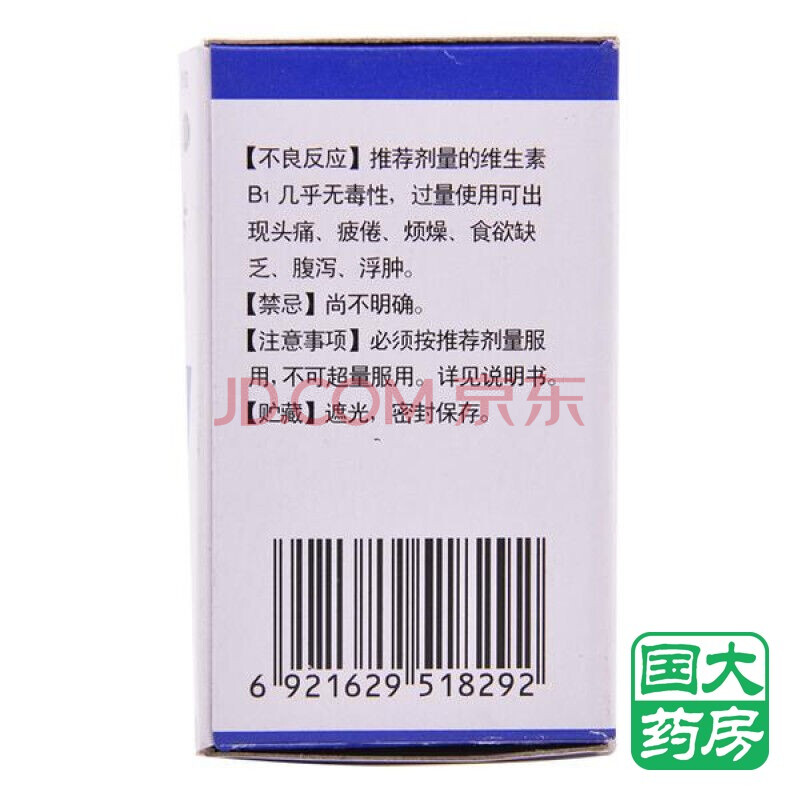 【不良反应】推荐剂量的维生素
B1 几乎无毒性，过量使用可出
现头痛、疲倦、烦燥、食欲缺
乏、腹泻、浮肿。
【禁忌】尚不明确。
【注意事项】必须按推荐剂量服
用,不可超量服用。详见说明书。
JD.COM 京东
【贮藏】遮光，密封保存。
6 921629 518292
国大
药房